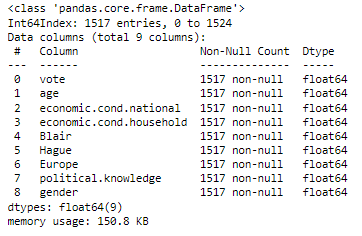 <class 'pandas.core.frame.DataFrame'>
Int64Index: 1517 entries, 0 to 1524
Data columns (total 9 columns):
 #   Column                   Non-Null Count  Dtype
---  ------                   --------------  -----
 0   vote                     1517 non-null   float64
 1   age                      1517 non-null   float64
 2   economic.cond.national   1517 non-null   float64
 3   economic.cond.household  1517 non-null   float64
 4   Blair                    1517 non-null   float64
 5   Hague                    1517 non-null   float64
 6   Europe                   1517 non-null   float64
 7   political.knowledge      1517 non-null   float64
 8   gender                   1517 non-null   float64
dtypes: float64(9)
memory usage: 150.8 KB